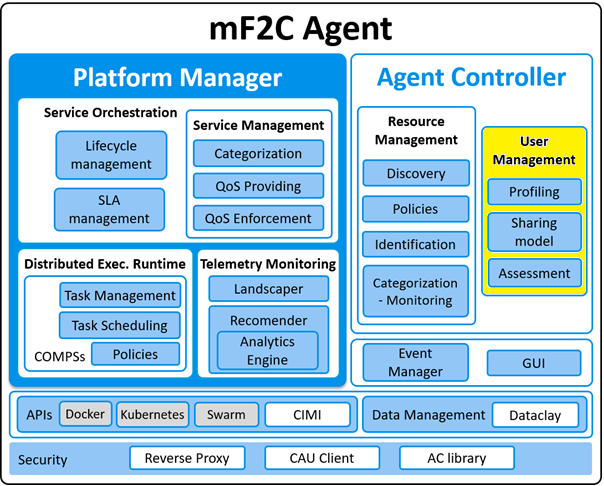 mF2C Agent
Platform Manager
Service Orchestration
Lifecycle
management
SLA
management
Service Management
Categorization
QoS Providing
QoS Enforcement
Distributed Exec. Runtime
Task Management
Task Scheduling
COMPSs
Policies
Telemetry Monitoring
Landscaper
Recomender
Analytics
Engine
Agent Controller
Resource
Management
Discovery
Policies
Identification
Categorization
- Monitoring
User
Management
Profiling
Sharing
model
Assessment
Event
Manager
GUI
APIs
Docker
Kubernetes
Swarm
CIMI
Data Management
Dataclay
Security
Reverse Proxy
CAU Client
AC library